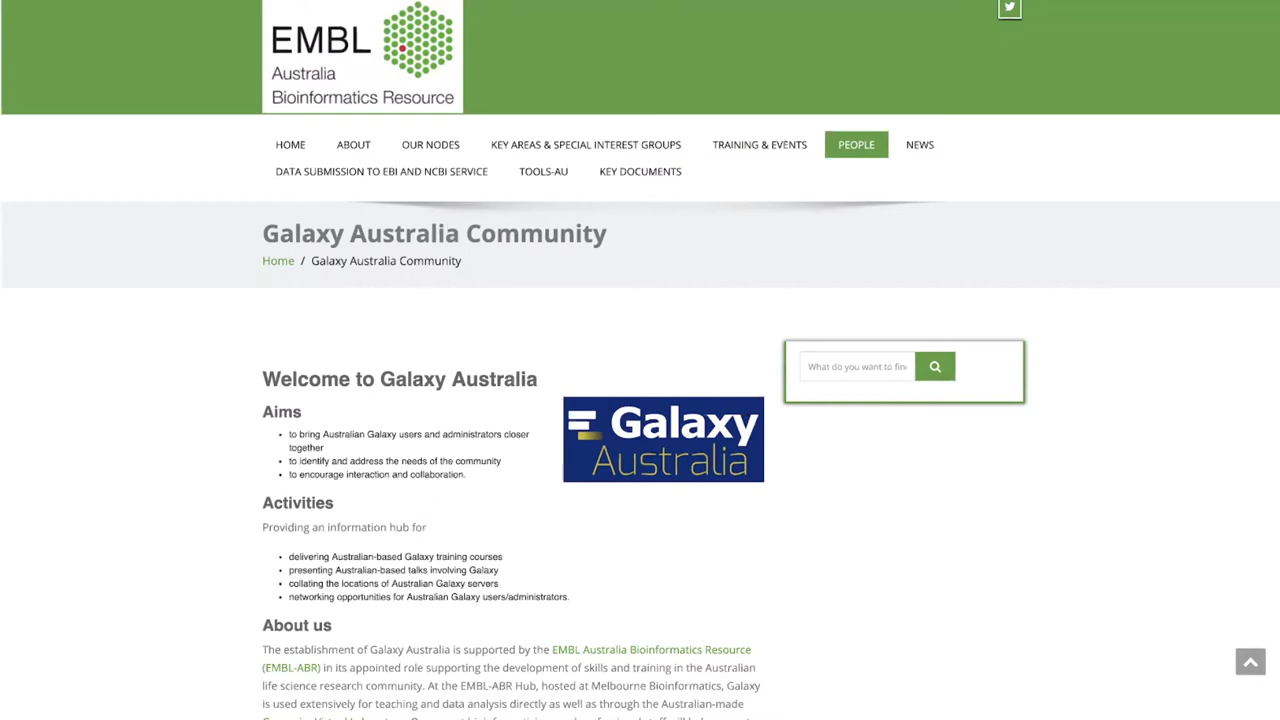 EMBL
Australia
Bioinformatics Resource
HOME ABOUT OUR NODES KEY AREAS & SPECIAL INTEREST GROUPS TRAINING & EVENTS PEOPLE NEWS
DATA SUBMISSION TO EBI AND NCBI SERVICE TOOLS-AU KEY DOCUMENTS
Galaxy Australia Community
Home / Galaxy Australia Community
What do you want to fin
Welcome to Galaxy Australia
Aims
• to bring Australian Galaxy users and administrators closer
together
• to identify and address the needs of the community
• to encourage interaction and collaboration.
Galaxy
Australia
Activities
Providing an information hub for
• delivering Australian-based Galaxy training courses
• presenting Australian-based talks involving Galaxy
• collating the locations of Australian Galaxy servers
• networking opportunities for Australian Galaxy users/administrators.
About us
The establishment of Galaxy Australia is supported by the EMBL Australia Bioinformatics Resource
(EMBL-ABR) in its appointed role supporting the development of skills and training in the Australian
life science research community. At the EMBL-ABR Hub, hosted at Melbourne Bioinformatics, Galaxy
is used extensively for teaching and data analysis directly as well as through the Australian-made